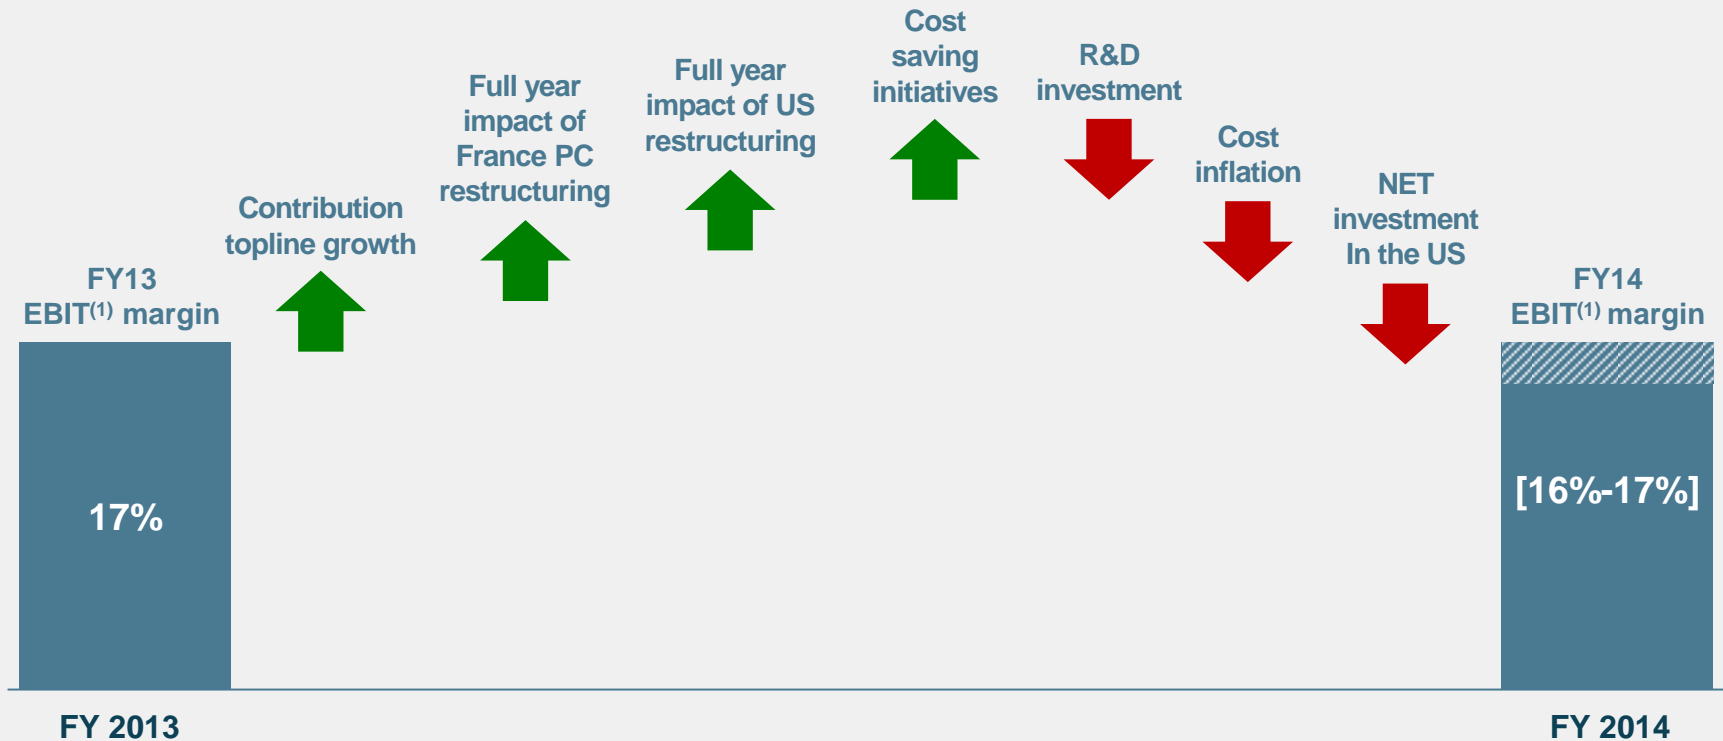 FY13
EBIT(1) margin
Contribution
topline growth
Full year
impact of
France PC
restructuring
Full year
impact of US
restructuring
Cost
saving
initiatives
R&D
investment
Cost
inflation
NET
investment
In the US
FY14
EBIT(1) margin
17%
[16%-17%]
FY 2013
FY 2014